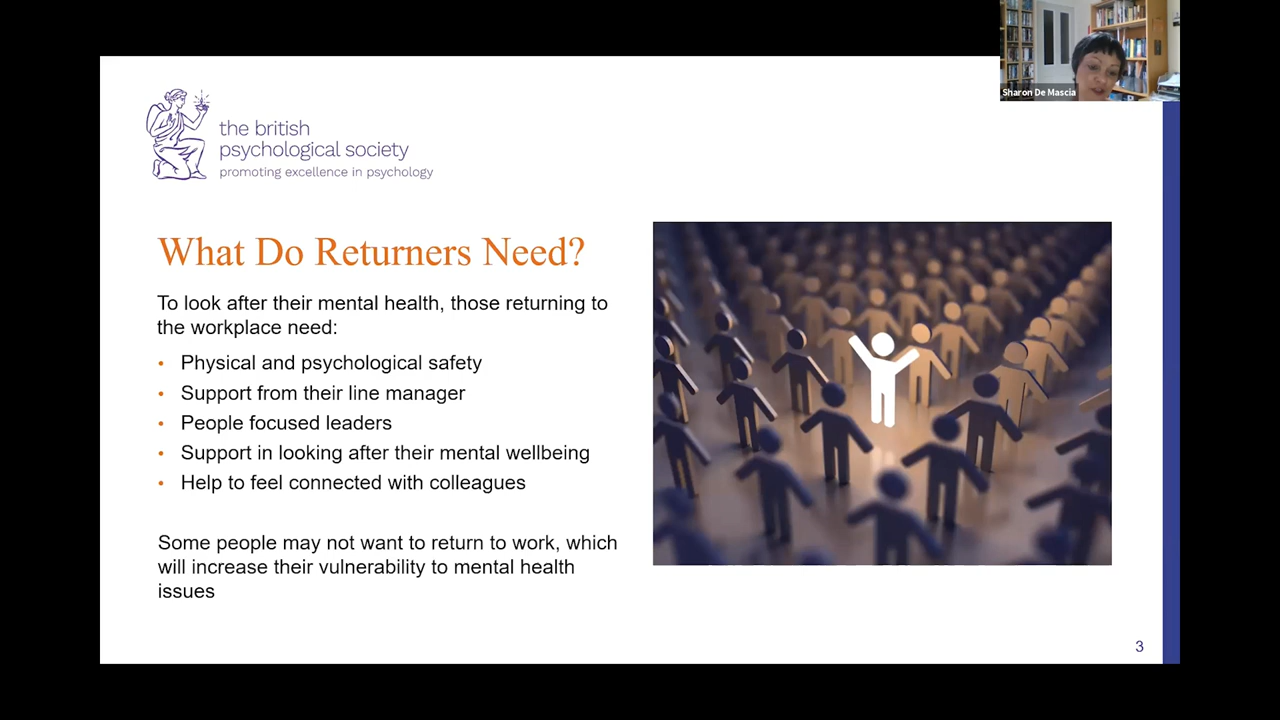 Sharon De Mascia
the british
psychological society
promoting excellence in psychology
What Do Returners Need?
To look after their mental health, those returning to
the workplace need:
• Physical and psychological safety
• Support from their line manager
• People focused leaders
• Support in looking after their mental wellbeing
• Help to feel connected with colleagues
Some people may not want to return to work, which
will increase their vulnerability to mental health
issues
3